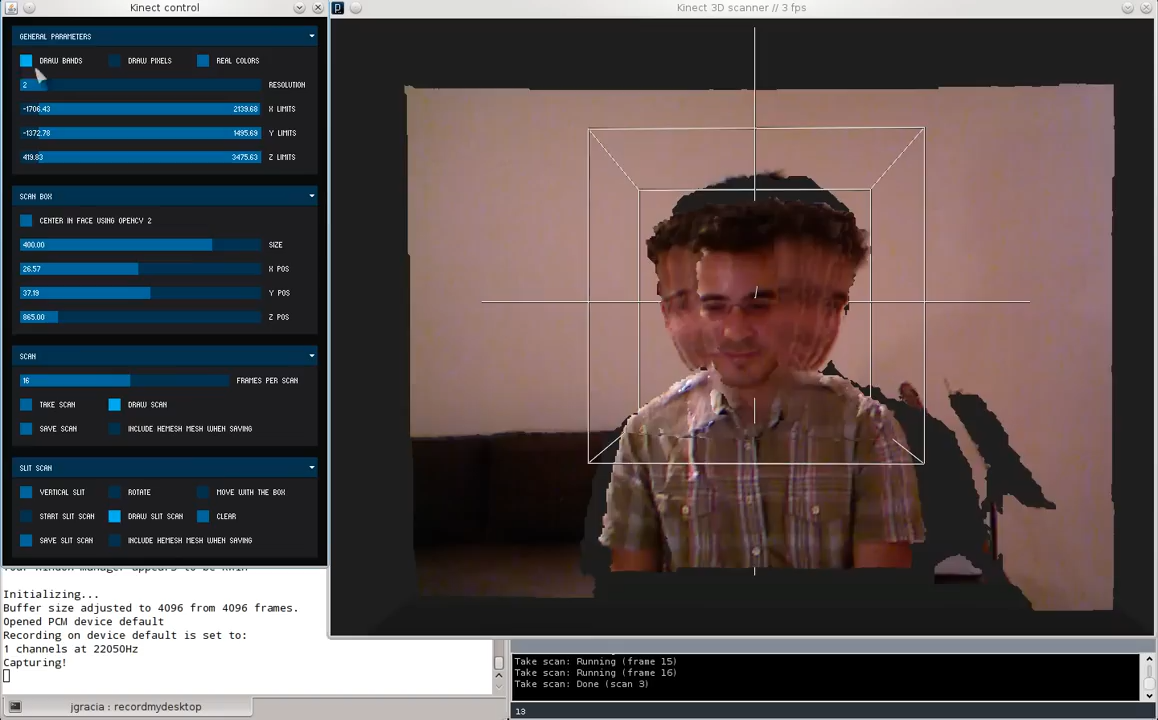 Kinect control
GENERAL PARAMETERS
DRAW BANDS DRAW PIXELS REAL COLORS
2 RESOLUTION
-1706.43 2139.68 X LIMITS
-1372.78 1495.69 Y LIMITS
419.83 3475.63 Z LIMITS
SCAN BOX
CENTER IN FACE USING OPENCV 2
400.00 SIZE
26.57 X POS
37.19 Y POS
865.00 Z POS
SCAN
16 FRAMES PER SCAN
TAKE SCAN DRAW SCAN
SAVE SCAN INCLUDE HEMESH MESH WHEN SAVING
SLIT SCAN
VERTICAL SLIT ROTATE MOVE WITH THE BOX
START SLIT SCAN DRAW SLIT SCAN CLEAR
SAVE SLIT SCAN INCLUDE HEMESH MESH WHEN SAVING
Initializing...
Buffer size adjusted to 4096 from 4096 frames.
Opened PCM device default
Recording on device default is set to:
1 channels at 22050Hz
Capturing!
jgracia : recordmydesktop
Kinect 3D scanner // 3 fps
Take scan: Running (frame 15)
Take scan: Running (frame 16)
Take scan: Done (scan 3)
13